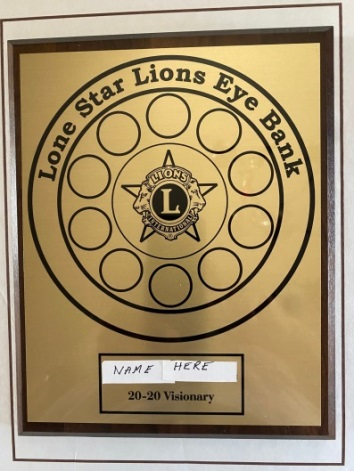 Lone Star Lions Eye Bank
LIONS
L
INTERNATIONAL
NAME HERE
20-20 Visionary